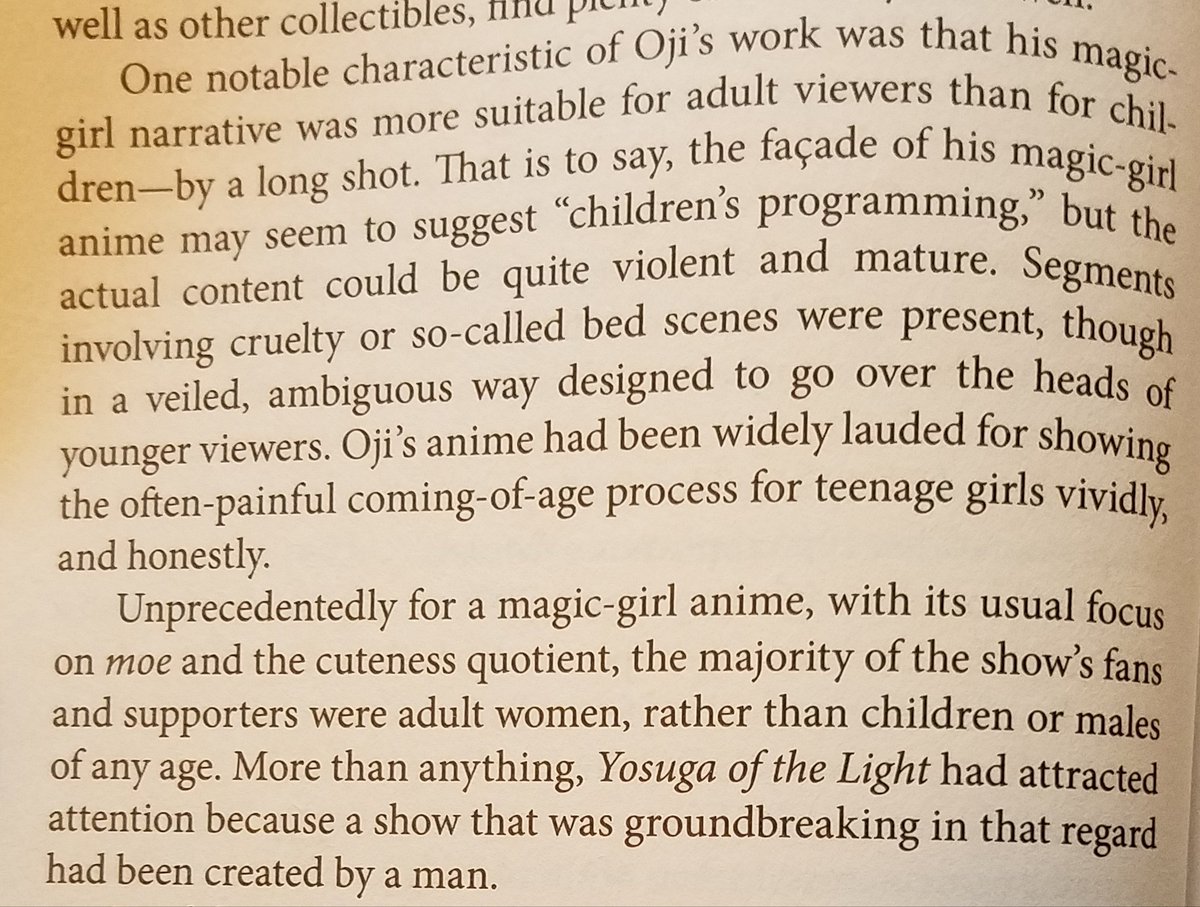 well as other collectibles, find
One notable characteristic of Oji's work was that his magic-
girl narrative was more suitable for adult viewers than for chil-
dren—by a long shot. That is to say, the façade of his magic-girl
anime may seem to suggest “children's programming,” but the
actual content could be quite violent and mature. Segments
involving cruelty or so-called bed scenes were present, though
in a veiled, ambiguous way designed to go over the heads of
younger viewers. Oji's anime had been widely lauded for showing
the often-painful coming-of-age process for teenage girls vividly,
and honestly.
Unprecedentedly for a magic-girl anime, with its usual focus
on moe and the cuteness quotient, the majority of the show's fans
and supporters were adult women, rather than children or males
of any age. More than anything, Yosuga of the Light had attracted
attention because a show that was groundbreaking in that regard
had been created by a man.